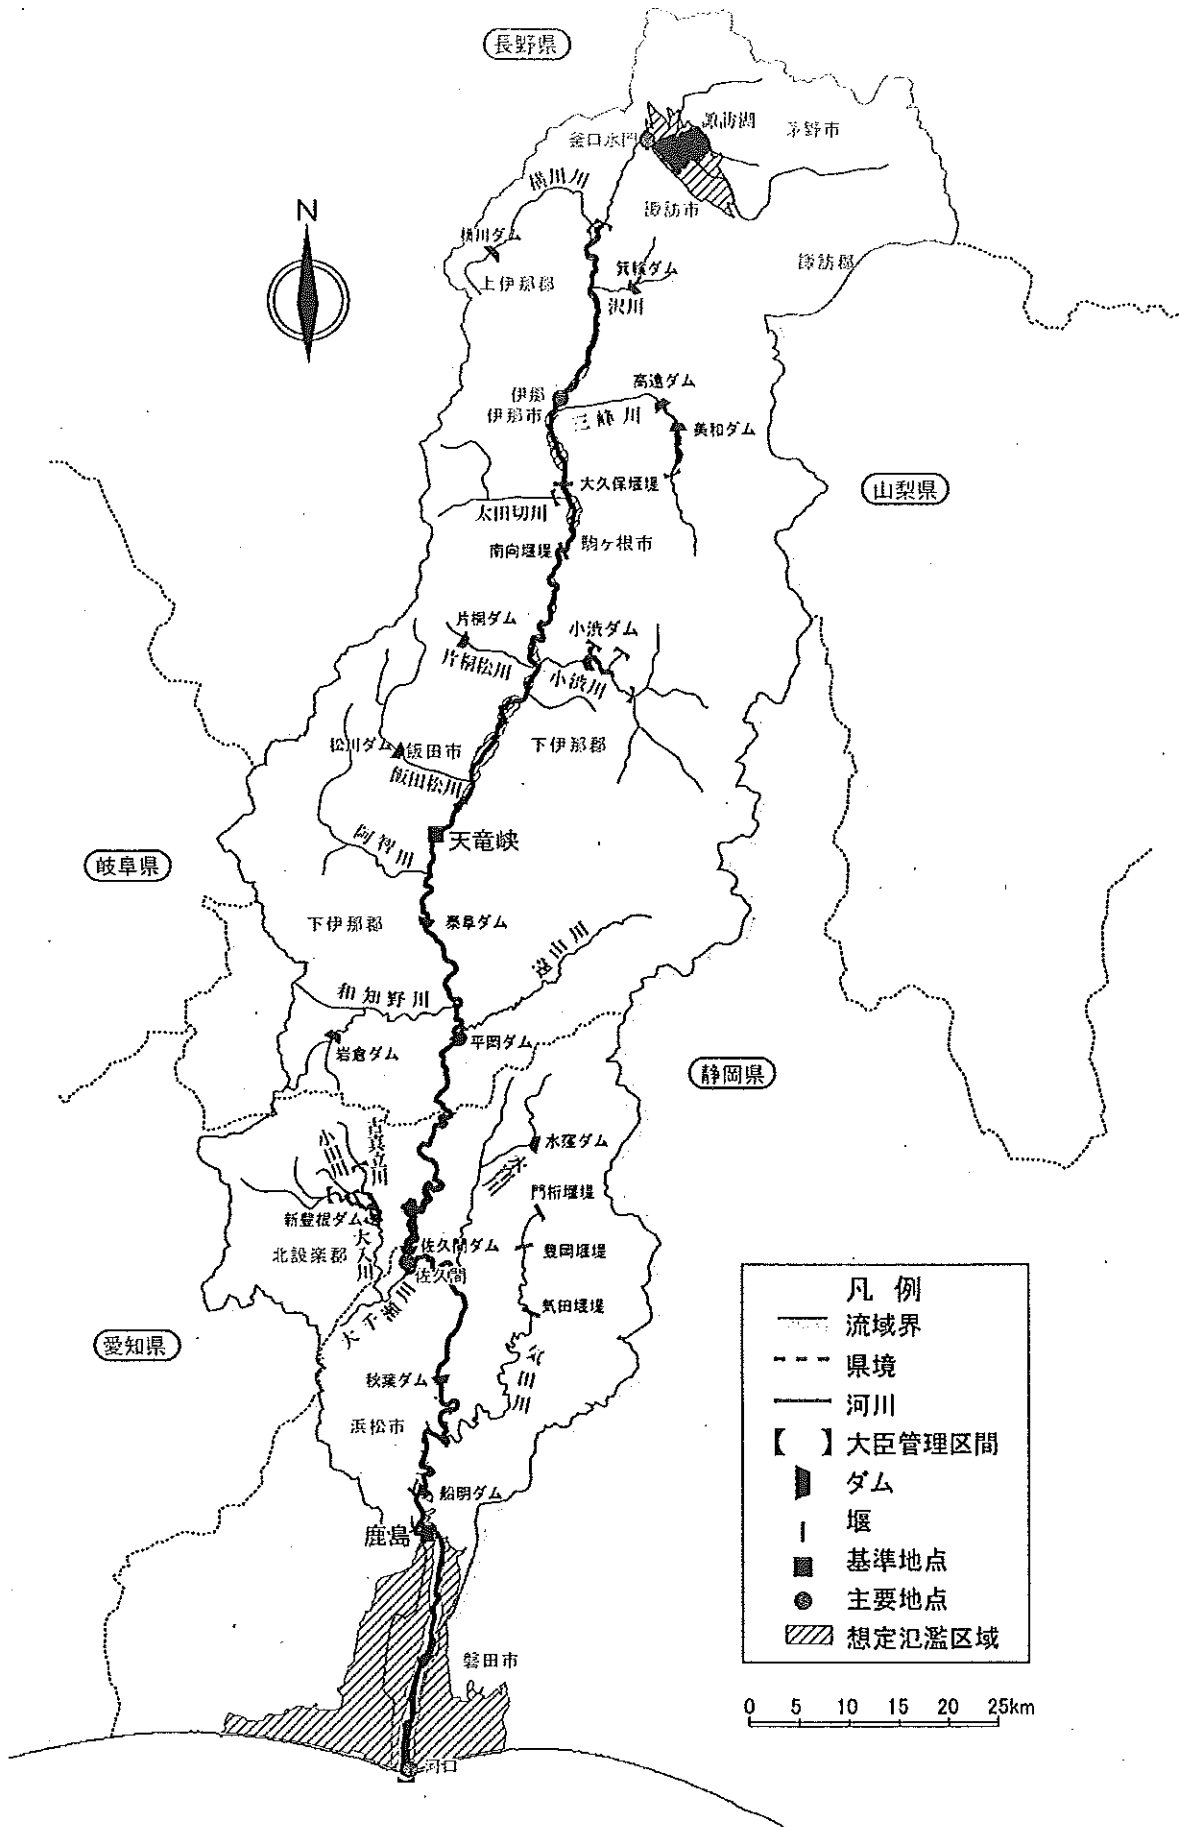 長野県
諏訪湖
茅野市
釜口水門
横川川
諏訪市
N
横川ダム
諏訪郡
箕輪ダム
上伊那郡
沢川
高遠ダム
伊那
伊那市
三峰川
美和ダム
大久保堰堤
山梨県
太田切川
南向堰堤
駒ヶ根市
片桐ダム
小渋ダム
片桐松川
小渋川
松川ダム
飯田市
下伊那郡
飯田松川
天竜峡
阿智川
岐阜県
下伊那郡
泰阜ダム
遠山川
和知野川
岩倉ダム
平岡ダム
静岡県
古真立川
水窪ダム
門桁堰堤
新豊根ダム
大入川
北設楽郡
佐久間ダム
豊岡堰堤
佐久間
気田堰堤
大千瀬川
愛知県
気田川
秋葉ダム
浜松市
船明ダム
鹿島
磐田市
河口
凡例
流域界
県境
河川
【 】大臣管理区間
ダム
堰
基準地点
主要地点
想定氾濫区域
0 5 10 15 20 25km